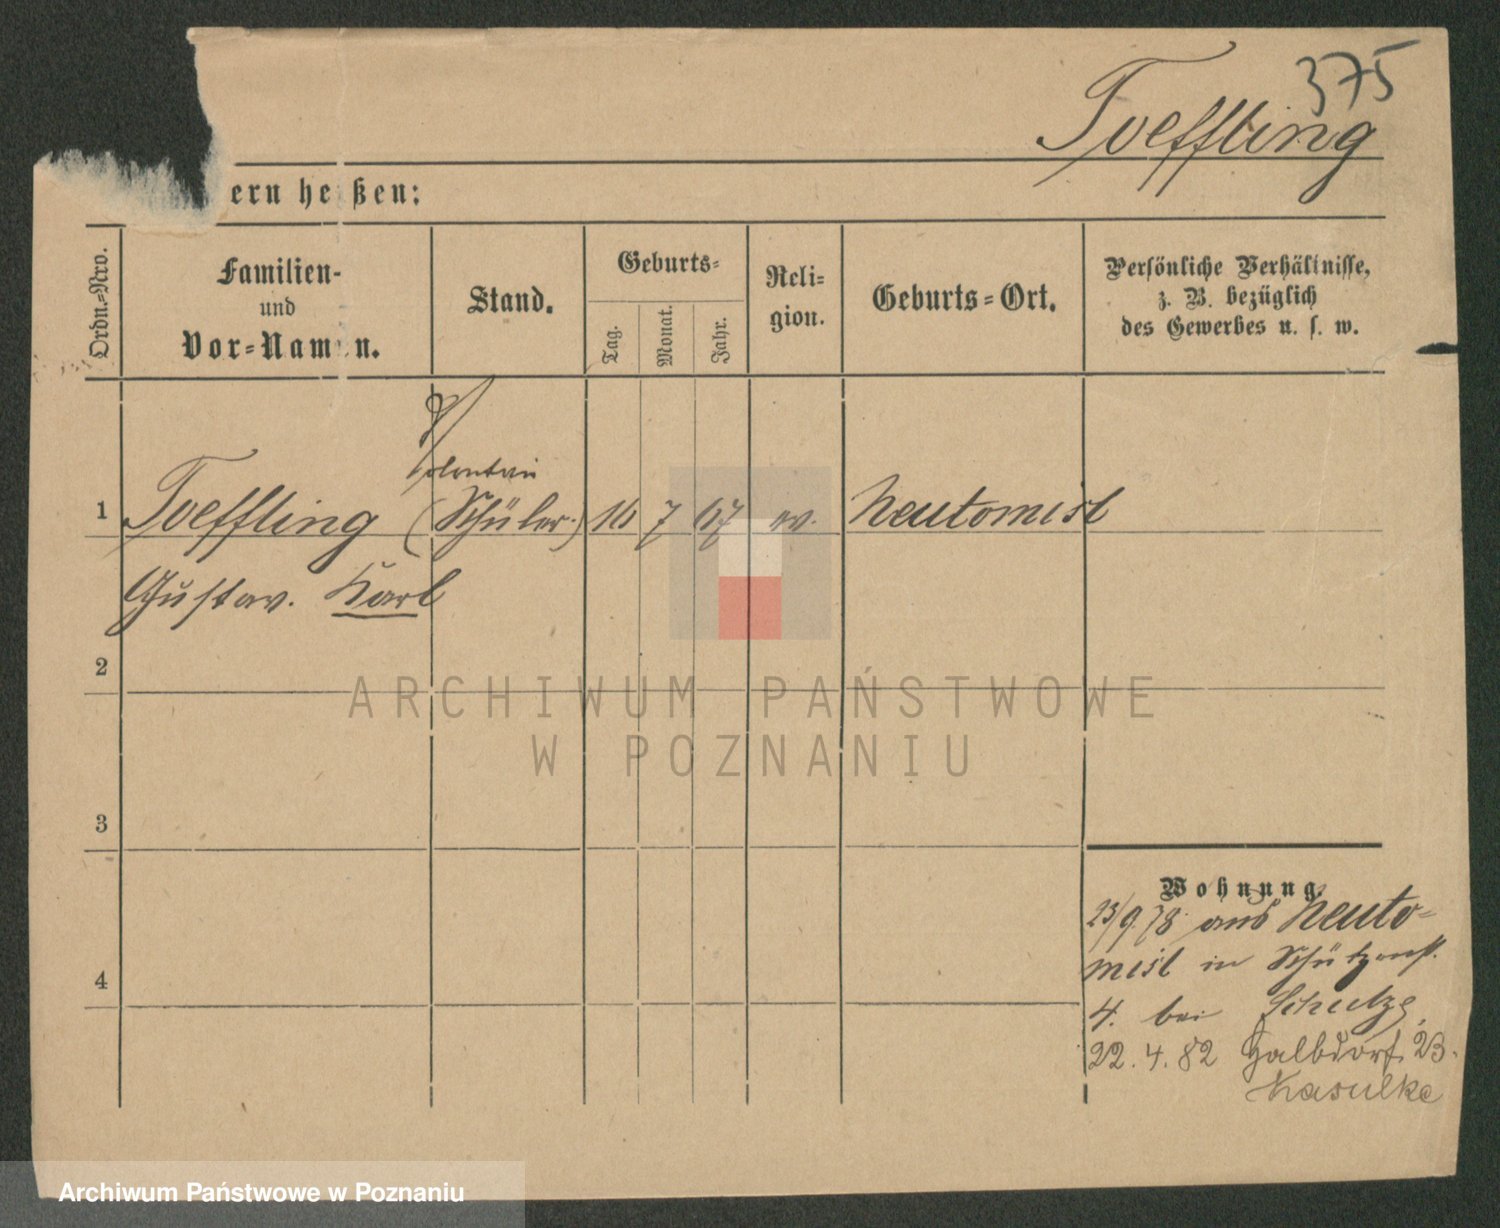 375
Toeffling
ern heißen:
Ordn.-Nro.
Familien-
und
Vor-Namen.
Stand.
Geburts-
Tag.
Monat.
Jahr.
Reli-
gion.
Geburts-Ort.
Persönliche Verhältnisse,
z. B. bezüglich
des Gewerbes u. s. w.
1 Toeffling (Schüler.) 16 7 67 ev. Neutomisl
Gustav. Karl
2
3
4
Wohnung.
23/9.78. aus Neuto-
misl in Schützenst.
4. bei Schulze,
22.4.82 Halbdorf. 23.
Kasulke
ARCHIWUM PAŃSTWOWE
W POZNANIU
Archiwum Państwowe w Poznaniu